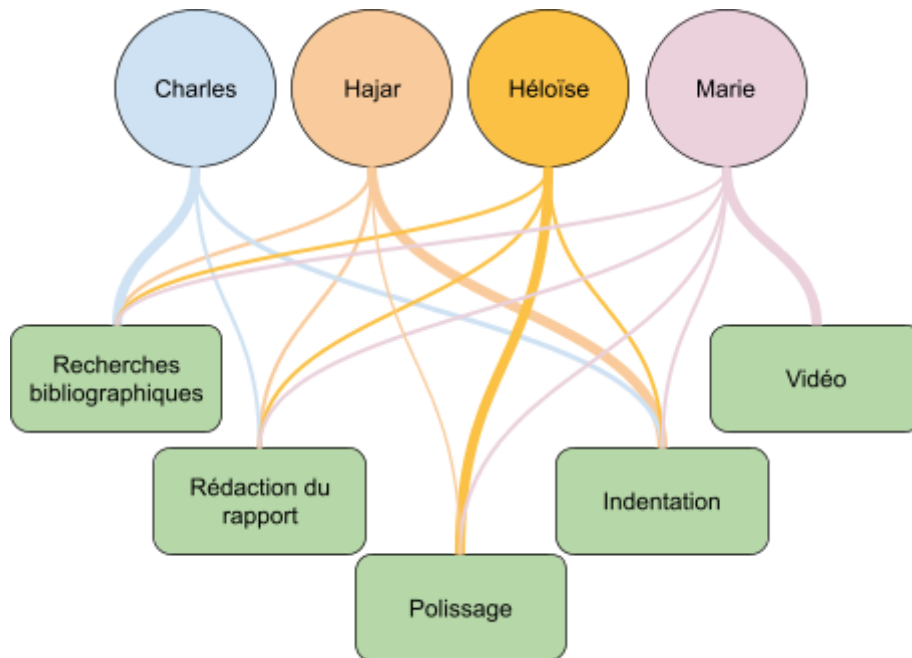 Charles
Hajar
Héloïse
Marie
Recherches
bibliographiques
Vidéo
Rédaction du
rapport
Indentation
Polissage